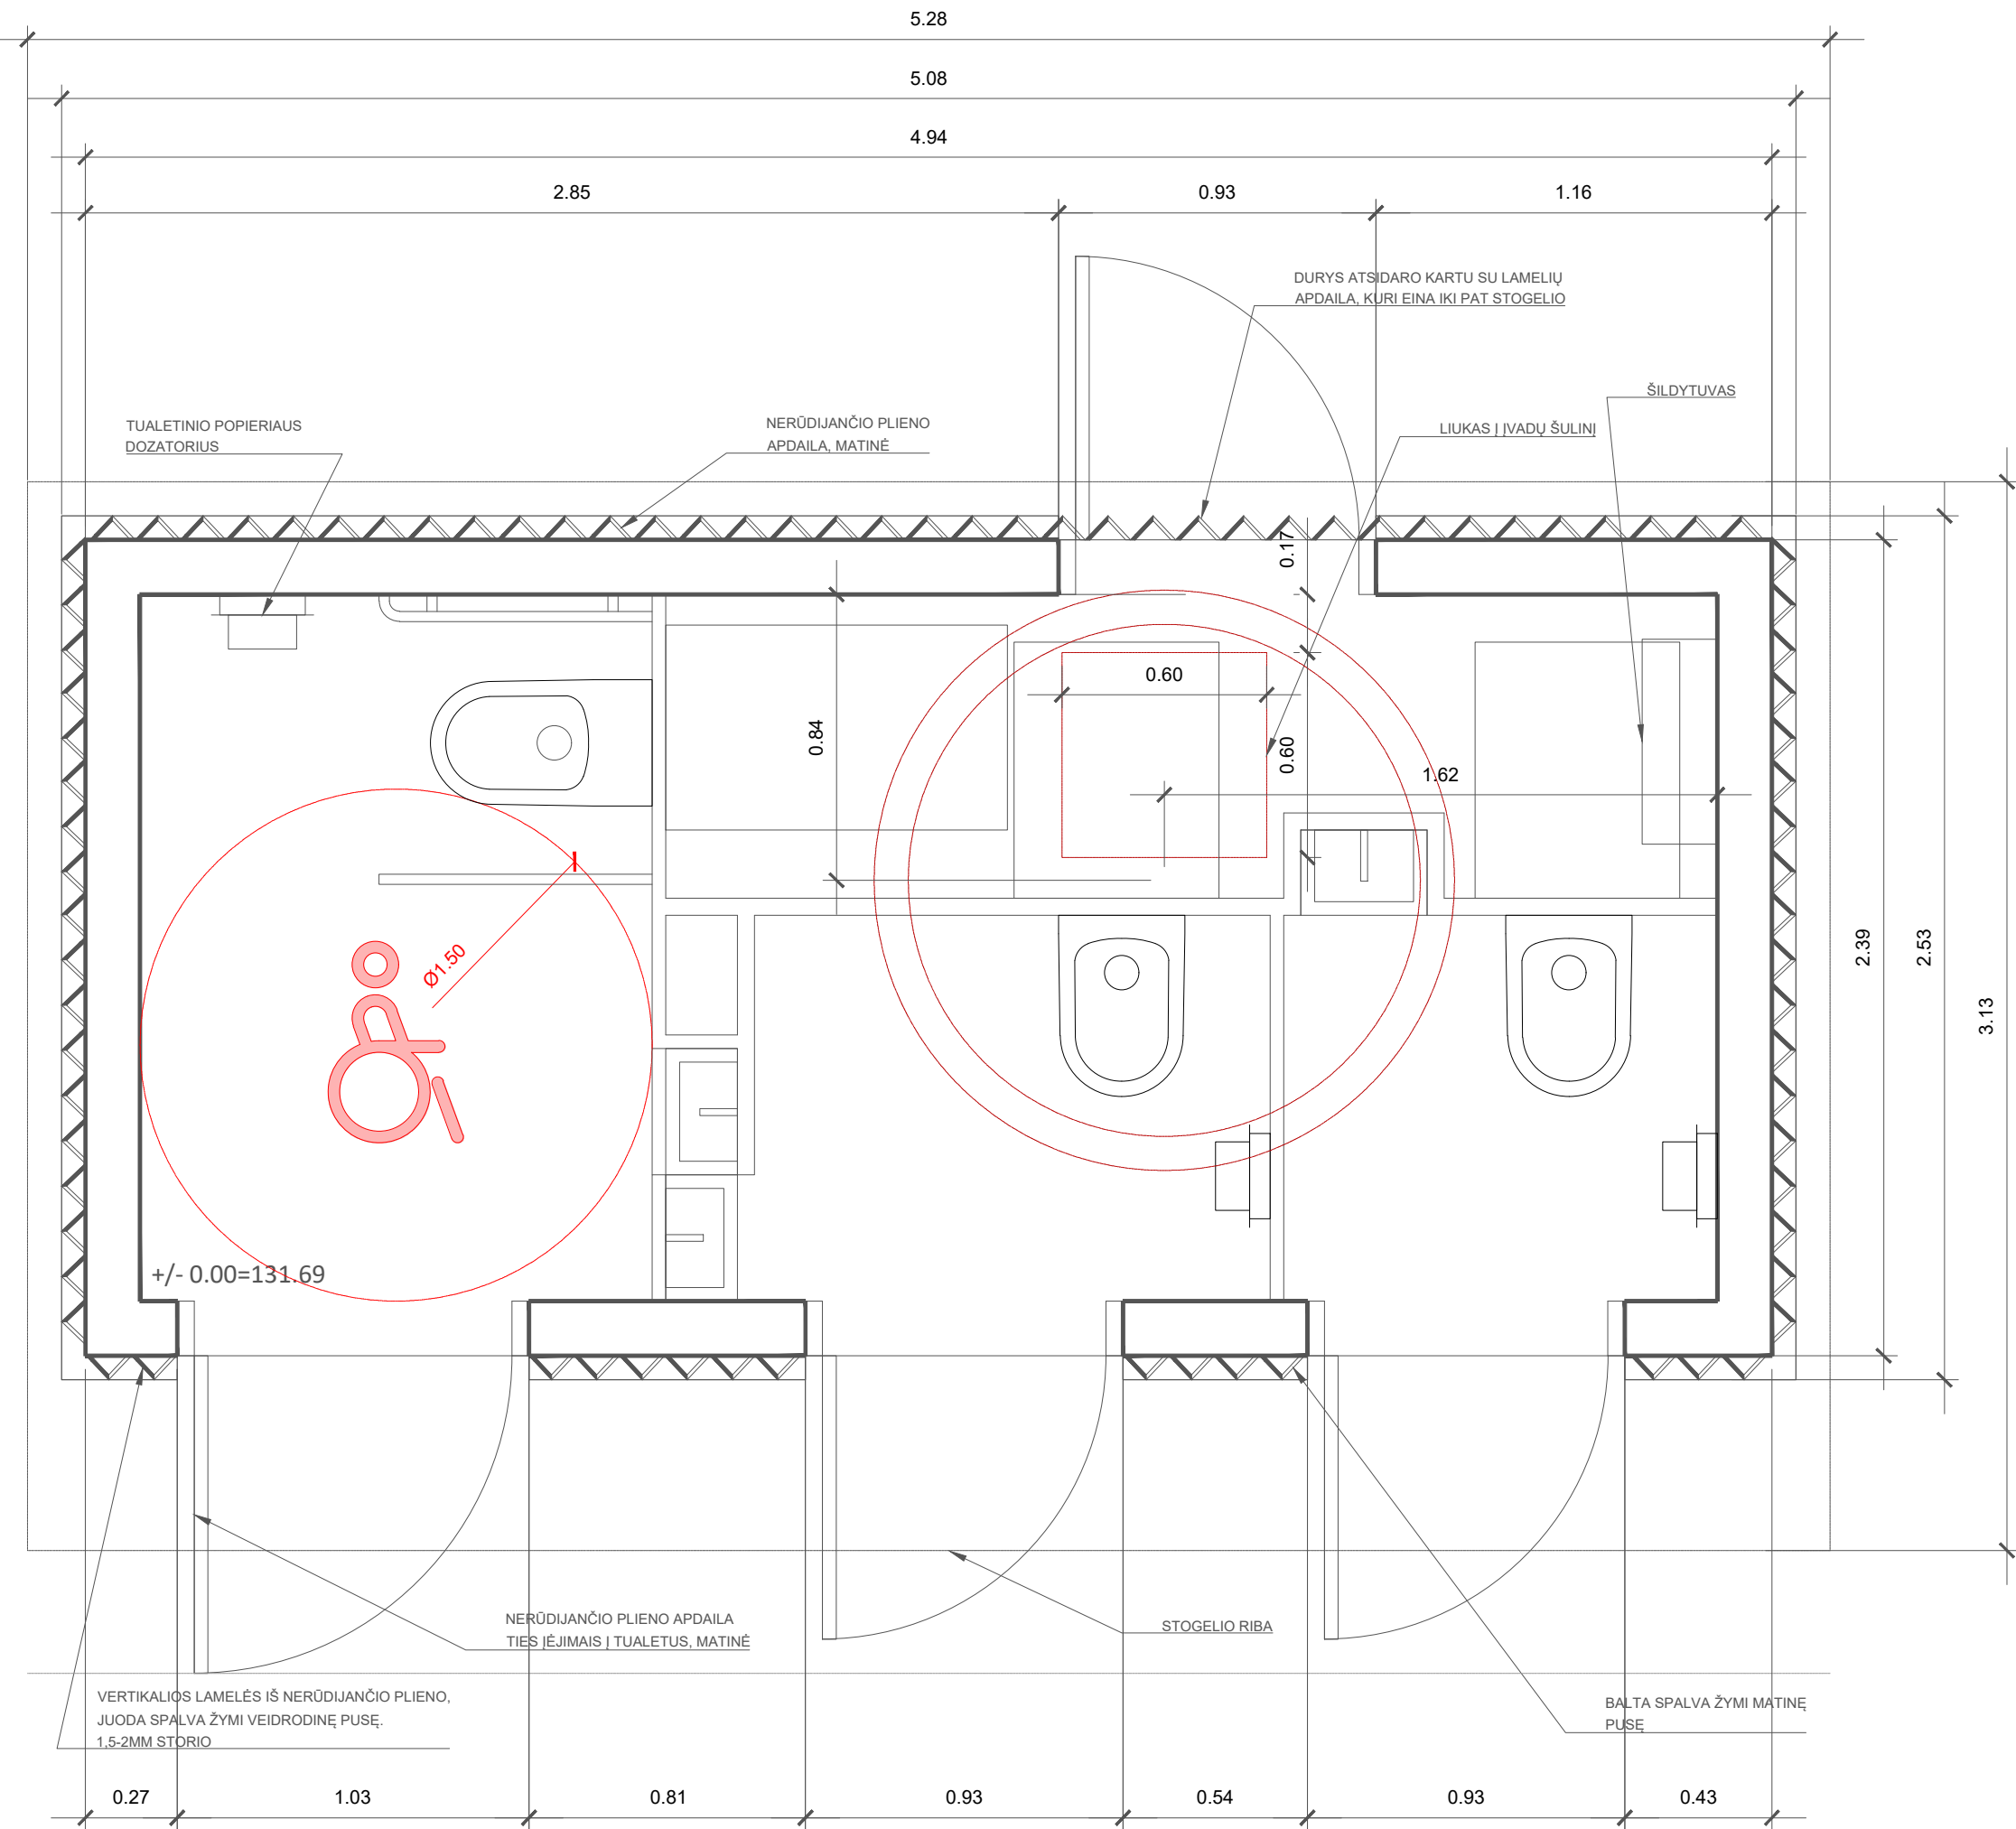 5.28
5.08
4.94
2.85
0.93
1.16
DURYS ATSIDARO KARTU SU LAMELIŲ
APDAILA, KURI EINA IKI PAT STOGELIO
ŠILDYTUVAS
TUALETINIO POPIERIAUS
DOZATORIUS
NERŪDIJANČIO PLIENO
APDAILA, MATINĖ
LIUKAS Į ĮVADŲ ŠULINĮ
0.17
0.60
0.84
0.60
1.62
Ø1.50
2.39
2.53
3.13
+/- 0.00=131.69
NERŪDIJANČIO PLIENO APDAILA
TIES ĮĖJIMAIS Į TUALETUS, MATINĖ
STOGELIO RIBA
VERTIKALIOS LAMELĖS IŠ NERŪDIJANČIO PLIENO,
JUODA SPALVA ŽYMI VEIDRODINĘ PUSĘ.
1,5-2MM STORIO
BALTA SPALVA ŽYMI MATINĘ
PUSĘ
0.27
1.03
0.81
0.93
0.54
0.93
0.43